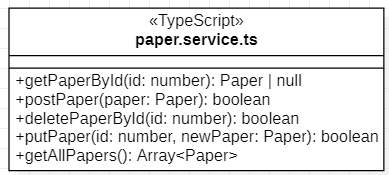 «TypeScript»
paper.service.ts
+getPaperById(id: number): Paper | null
+postPaper(paper: Paper): boolean
+deletePaperById(id: number): boolean
+putPaper(id: number, newPaper: Paper): boolean
+getAllPapers(): Array<Paper>